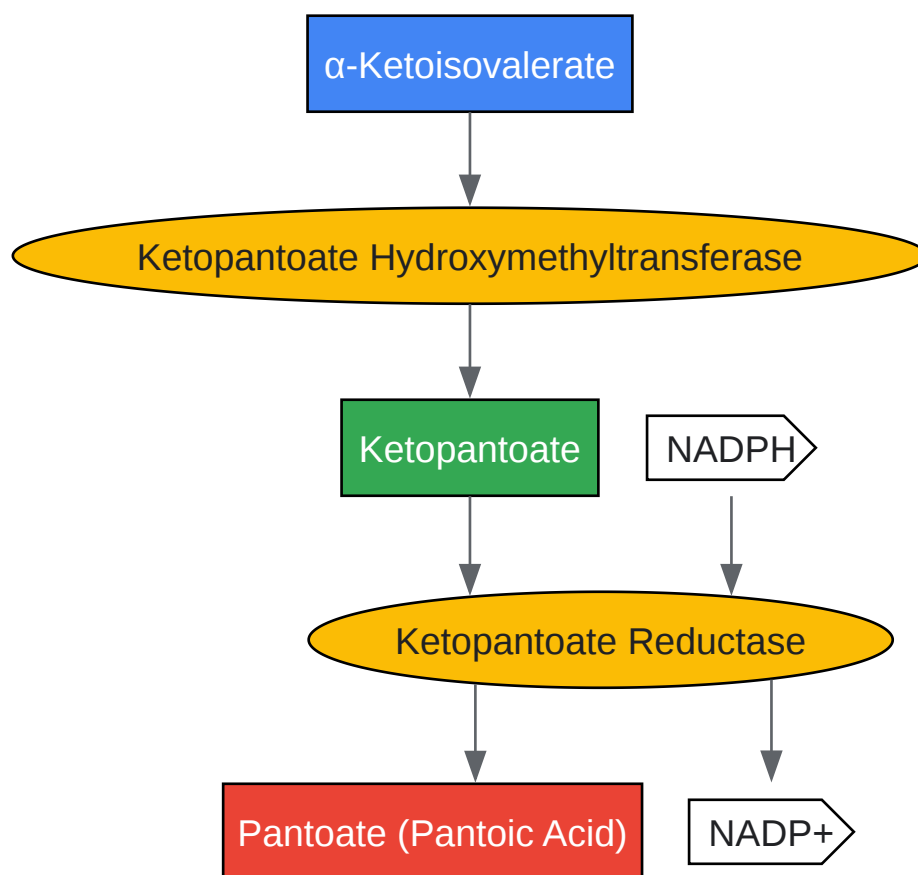 α-Ketoisovalerate
Ketopantoate Hydroxymethyltransferase
Ketopantoate
NADPH
Ketopantoate Reductase
Pantoate (Pantoic Acid)
NADP+